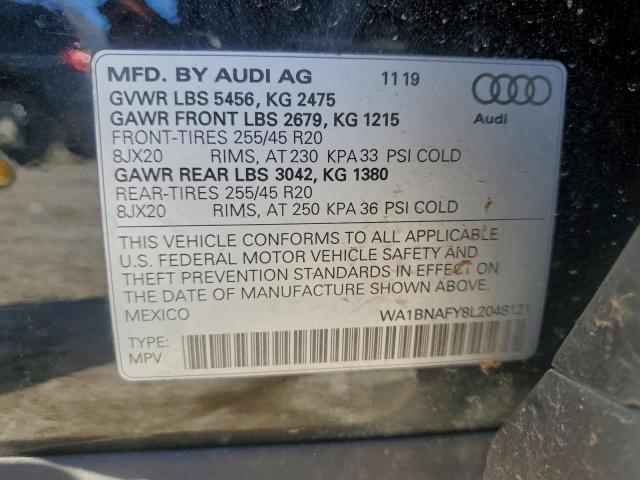 MFD. BY AUDI AG 11 19
GVWR LBS 5456, KG 2475
GAWR FRONT LBS 2679, KG 1215
Audi
FRONT-TIRES 255/45 R20
8JX20 RIMS, AT 230 KPA 33 PSI COLD
GAWR REAR LBS 3042, KG 1380
REAR-TIRES 255/45 R20
8JX20 RIMS, AT 250 KPA 36 PSI COLD
THIS VEHICLE CONFORMS TO ALL APPLICABLE
U.S. FEDERAL MOTOR VEHICLE SAFETY AND
THEFT PREVENTION STANDARDS IN EFFECT ON
THE DATE OF MANUFACTURE SHOWN ABOVE.
MEXICO WA1BNAFY8L2048121
TYPE:
MPV